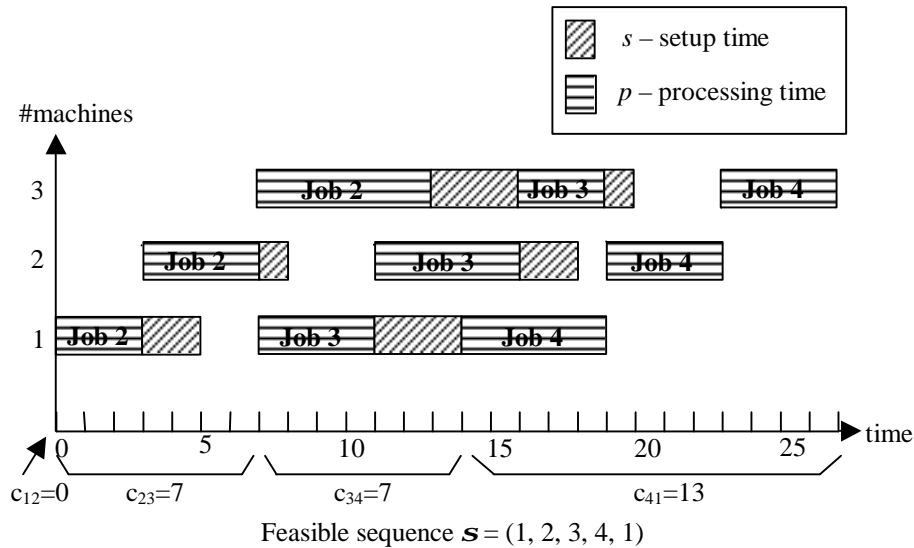 s – setup time
p – processing time
#machines
3 Job 2 Job 3 Job 4
2 Job 2 Job 3 Job 4
1 Job 2 Job 3 Job 4
0 5 10 15 20 25 time
c₁₂=0 c₂₃=7 c₃₄=7 c₄₁=13
Feasible sequence s = (1, 2, 3, 4, 1)